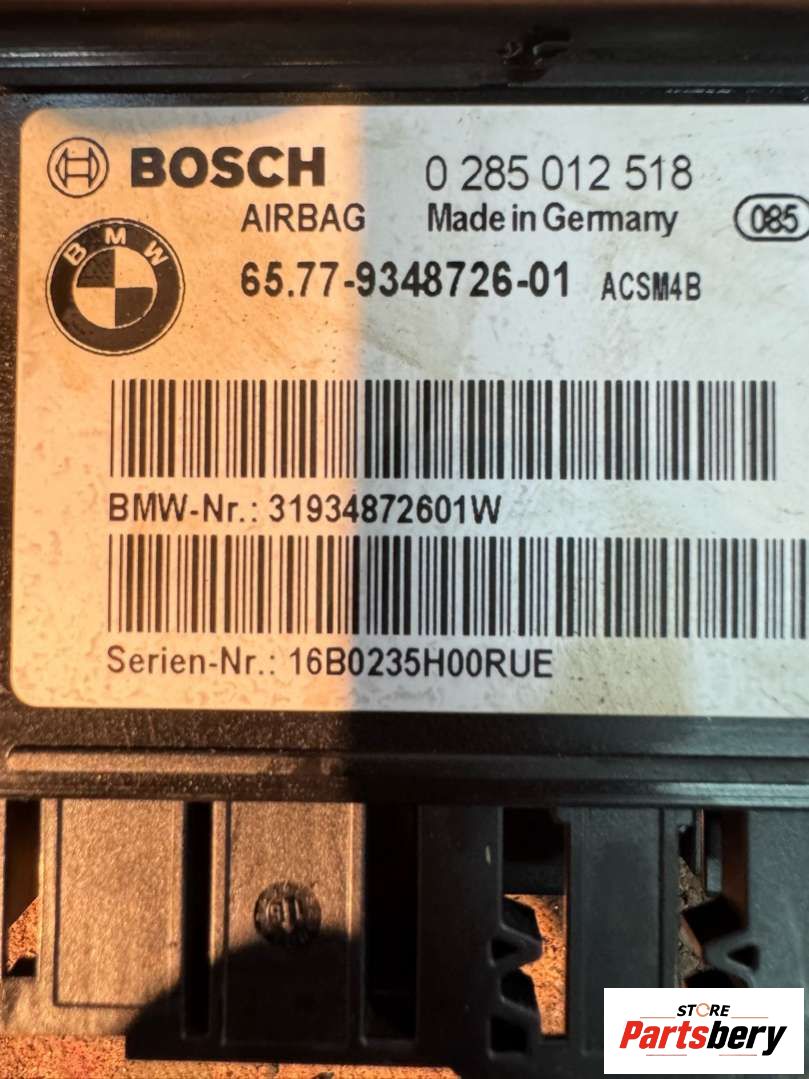 BOSCH 0 285 012 518
AIRBAG Made in Germany 085
BMW
65.77-9348726-01 ACSM4B
BMW-Nr.: 31934872601W
Serien-Nr.: 16B0235H00RUE
STORE
Partsbery